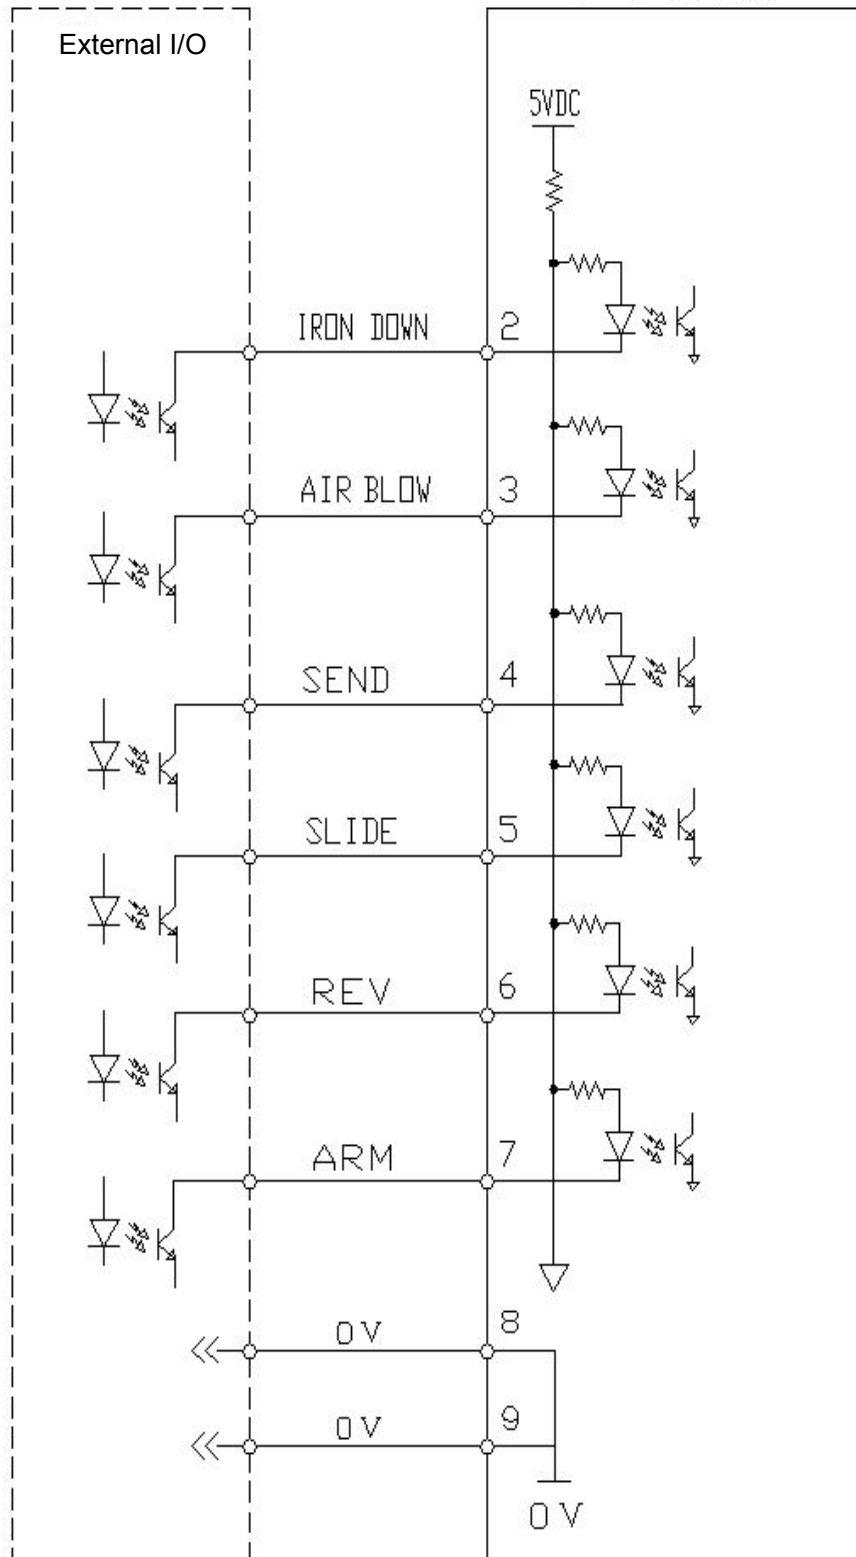 External I/O
5VDC
IRON DOWN 2
AIR BLOW 3
SEND 4
SLIDE 5
REV 6
ARM 7
0V 8
0V 9
0V